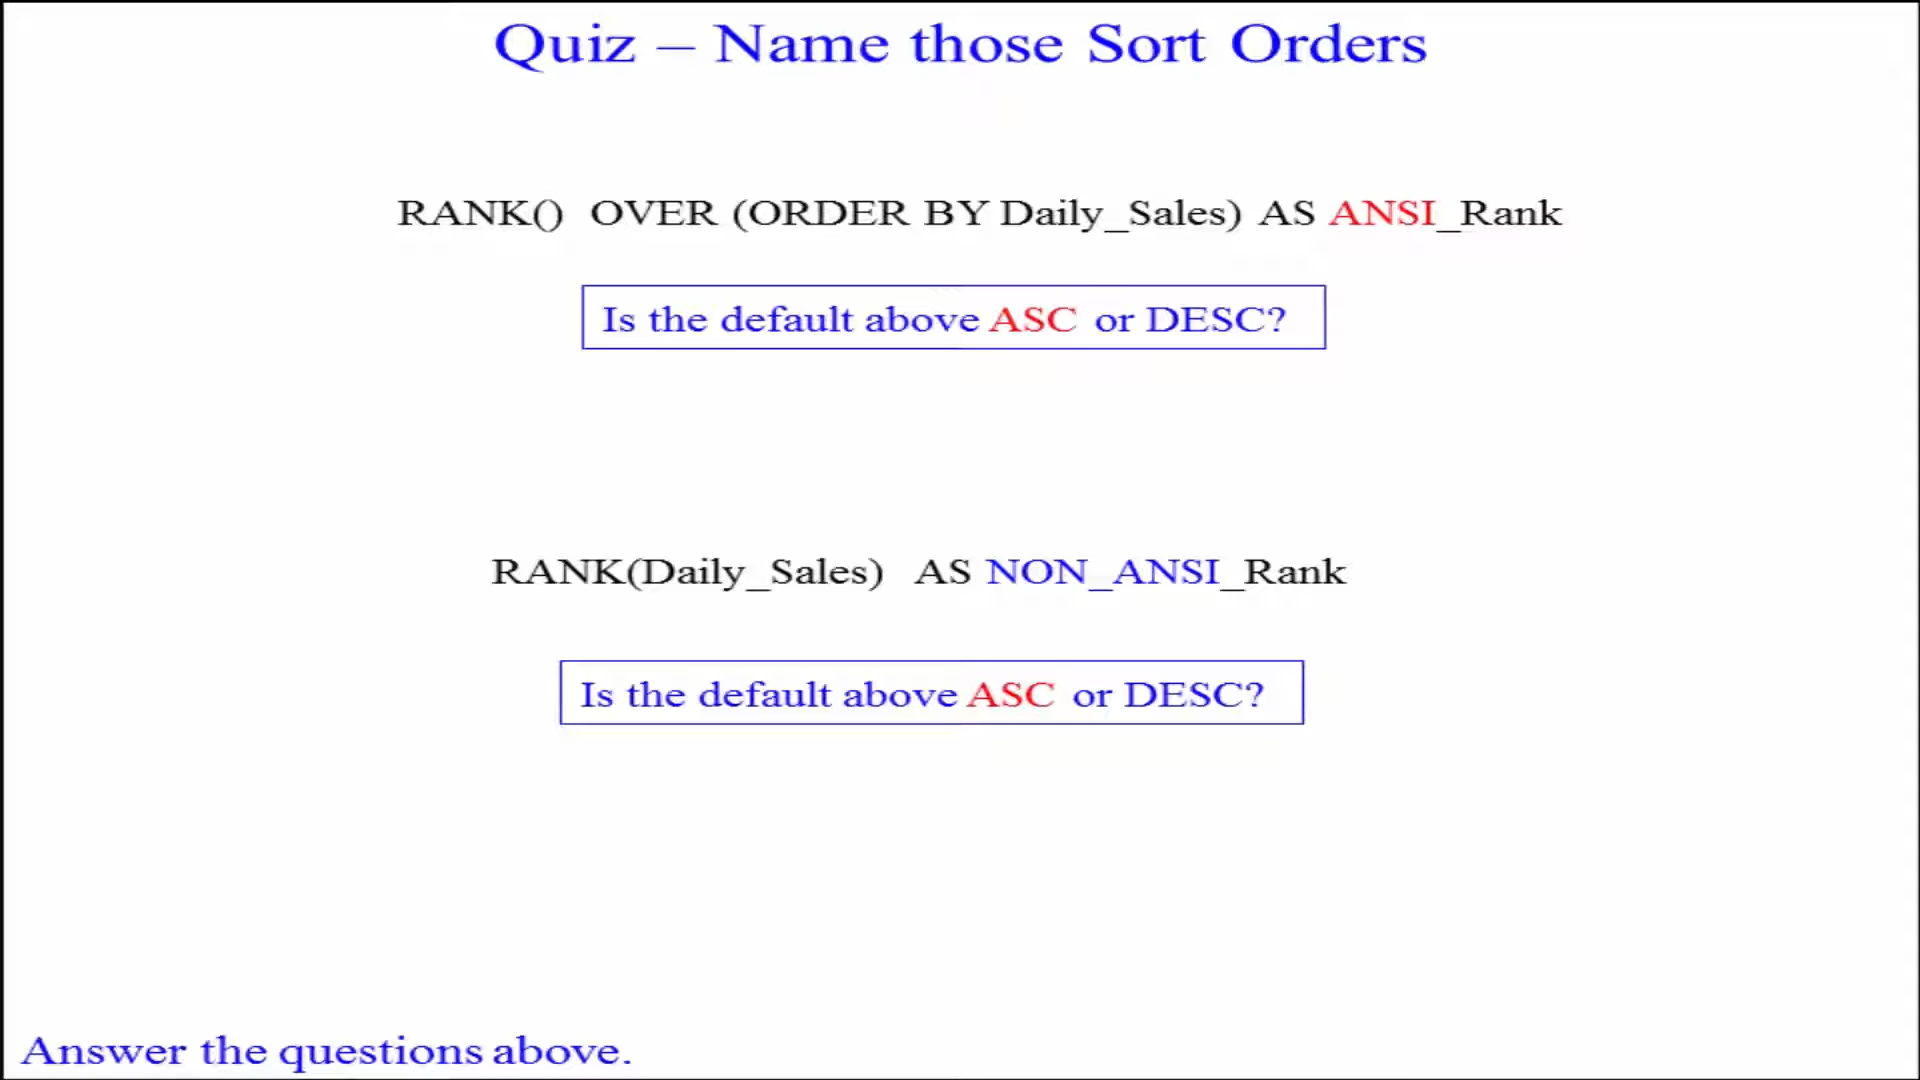 Quiz – Name those Sort Orders
RANK() OVER (ORDER BY Daily_Sales) AS ANSI_Rank
Is the default above ASC or DESC?
RANK(Daily_Sales) AS NON_ANSI_Rank
Is the default above ASC or DESC?
Answer the questions above.